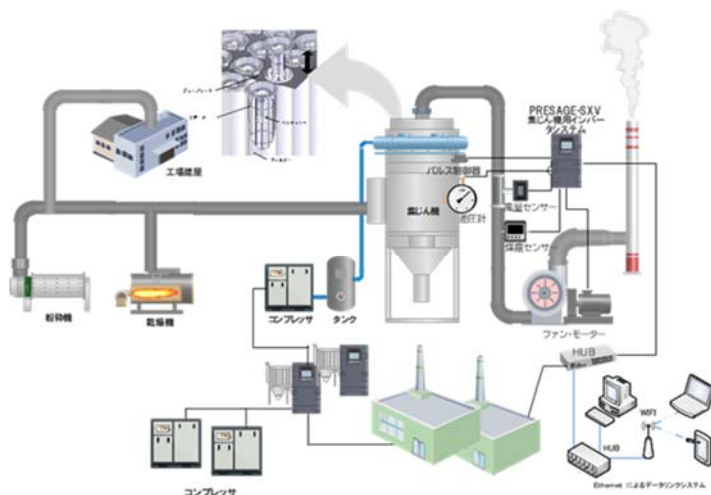 PRESAGE-SXV
集じん機用インバー
タシステム
工場建屋
パルス制御器
集じん機
差圧計
風量センサー
煤塵センサー
粉砕機
乾燥機
コンプレッサ
タンク
ファン・モーター
HUB
WIFI
HUB
コンプレッサ
Ethernet によるデータリンクシステム